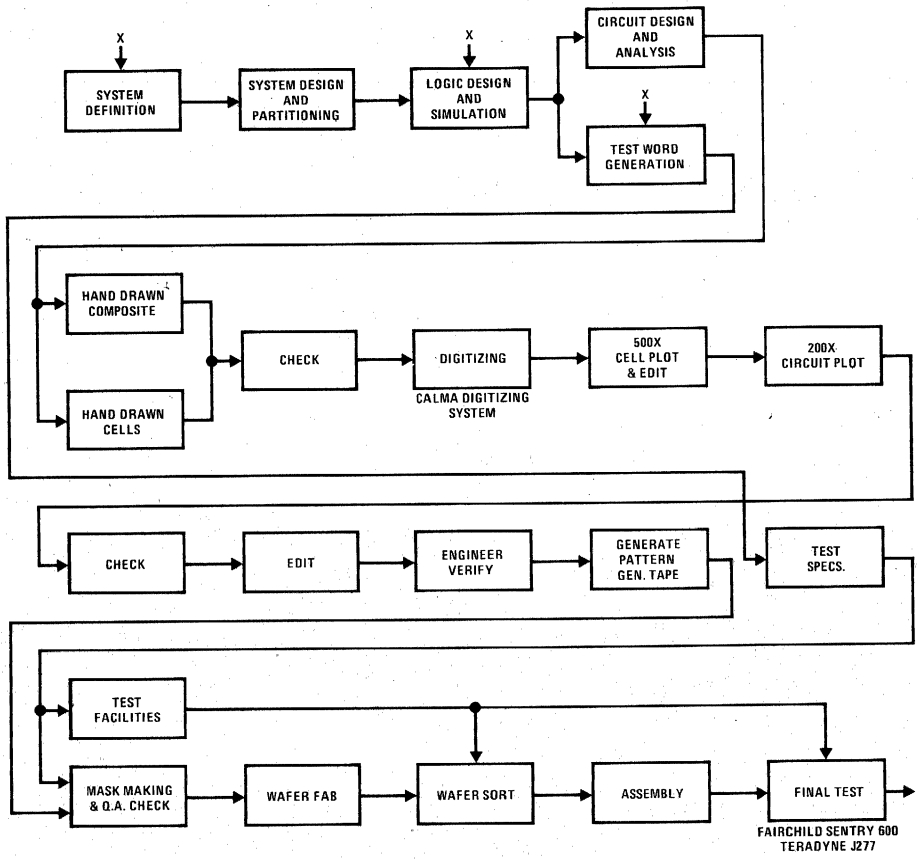 X
SYSTEM
DEFINITION
SYSTEM DESIGN
AND
PARTITIONING
X
LOGIC DESIGN
AND
SIMULATION
CIRCUIT DESIGN
AND
ANALYSIS
X
TEST WORD
GENERATION
HAND DRAWN
COMPOSITE
HAND DRAWN
CELLS
CHECK
DIGITIZING
CALMA DIGITIZING
SYSTEM
500X
CELL PLOT
& EDIT
200X
CIRCUIT PLOT
CHECK
EDIT
ENGINEER
VERIFY
GENERATE
PATTERN
GEN. TAPE
TEST
SPECS.
TEST
FACILITIES
MASK MAKING
& Q.A. CHECK
WAFER FAB
WAFER SORT
ASSEMBLY
FINAL TEST
FAIRCHILD SENTRY 600
TERADYNE J277